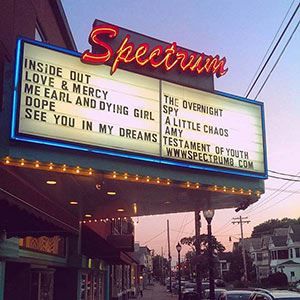 Spectrum
INSIDE OUT
LOVE & MERCY
ME EARL AND DYING GIRL
DOPE
SEE YOU IN MY DREAMS
THE OVERNIGHT
SPY
A LITTLE CHAOS
AMY
TESTAMENT OF YOUTH
WWW.SPECTRUM8.COM